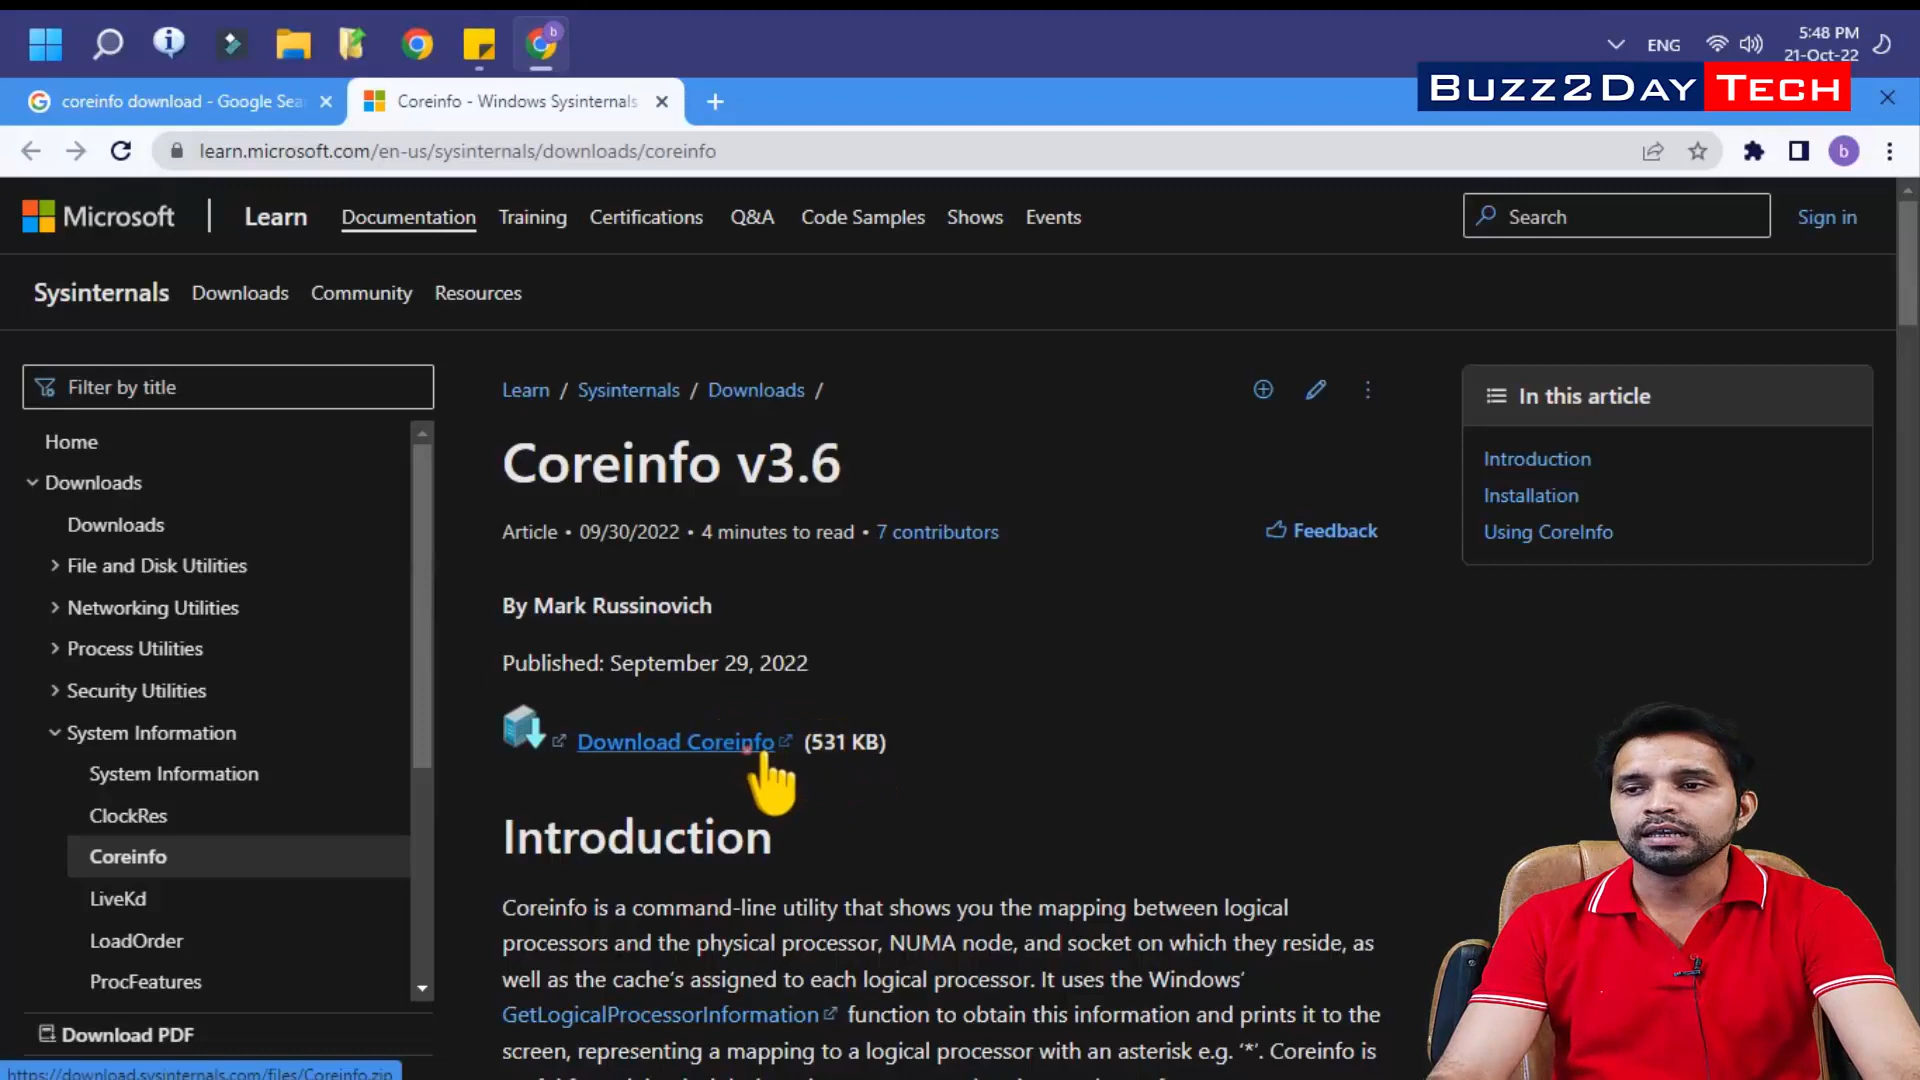 ENG
5:48 PM
21-Oct-22
b
coreinfo download - Google Sea
Coreinfo - Windows Sysinternals
Buzz2Day Tech
learn.microsoft.com/en-us/sysinternals/downloads/coreinfo
b
Microsoft
Learn
Documentation
Training
Certifications
Q&A
Code Samples
Shows
Events
Search
Sign in
Sysinternals
Downloads
Community
Resources
Filter by title
Home
Downloads
Downloads
File and Disk Utilities
Networking Utilities
Process Utilities
Security Utilities
System Information
System Information
ClockRes
Coreinfo
LiveKd
LoadOrder
ProcFeatures
Download PDF
https://download.sysinternals.com/files/Coreinfo.zip
Learn / Sysinternals / Downloads /
Coreinfo v3.6
Article • 09/30/2022 • 4 minutes to read • 7 contributors
Feedback
By Mark Russinovich
Published: September 29, 2022
Download Coreinfo (531 KB)
Introduction
Coreinfo is a command-line utility that shows you the mapping between logical
processors and the physical processor, NUMA node, and socket on which they reside, as
well as the cache's assigned to each logical processor. It uses the Windows'
GetLogicalProcessorInformation function to obtain this information and prints it to the
screen, representing a mapping to a logical processor with an asterisk e.g. '*'. Coreinfo is
In this article
Introduction
Installation
Using CoreInfo